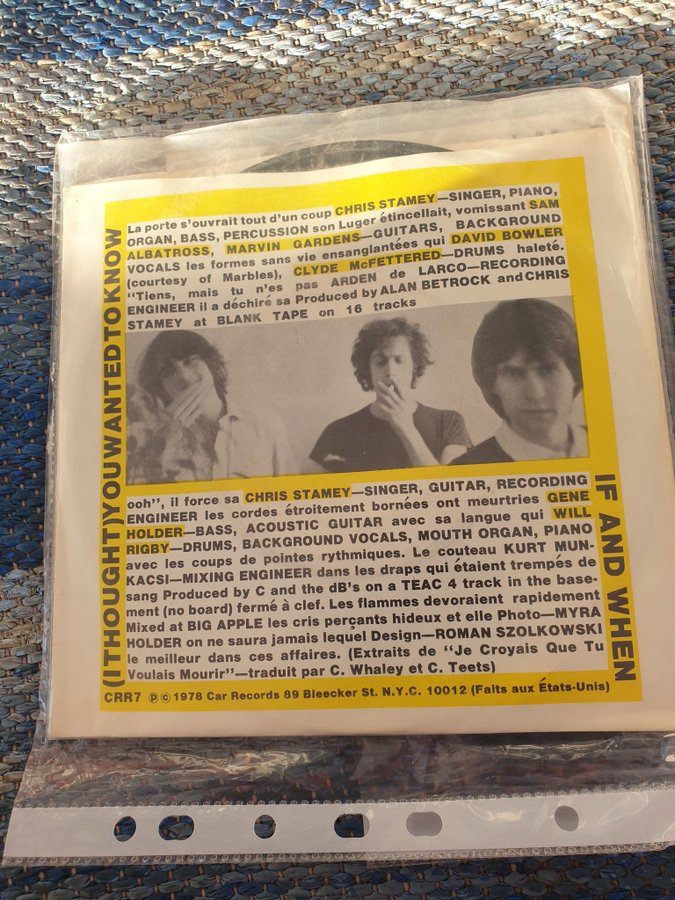 (I THOUGHT) YOU WANTED TO KNOW
La porte s'ouvrait tout d'un coup CHRIS STAMEY—SINGER, PIANO,
ORGAN, BASS, PERCUSSION son Luger étincellait, vomissant SAM
ALBATROSS, MARVIN GARDENS—GUITARS, BACKGROUND
VOCALS les formes sans vie ensanglantées qui DAVID BOWLER
(courtesy of Marbles), CLYDE McFETTERED—DRUMS haleté.
"Tiens, mais tu n'es pas ARDEN de LARCO—RECORDING
ENGINEER il a déchiré sa Produced by ALAN BETROCK and CHRIS
STAMEY at BLANK TAPE on 16 tracks
ooh", il force sa CHRIS STAMEY—SINGER, GUITAR, RECORDING
ENGINEER les cordes étroitement bornées ont meurtries GENE
HOLDER—BASS, ACOUSTIC GUITAR avec sa langue qui WILL
RIGBY—DRUMS, BACKGROUND VOCALS, MOUTH ORGAN, PIANO
avec les coups de pointes rythmiques. Le couteau KURT MUN-
KACSI—MIXING ENGINEER dans les draps qui étaient trempés de
sang Produced by C and the dB's on a TEAC 4 track in the base-
ment (no board) fermé à clef. Les flammes devoraient rapidement
Mixed at BIG APPLE les cris perçants hideux et elle Photo—MYRA
HOLDER on ne saura jamais lequel Design—ROMAN SZOLKOWSKI
le meilleur dans ces affaires. (Extraits de "Je Croyais Que Tu
Voulais Mourir"—traduit par C. Whaley et C. Teets)
IF AND WHEN
CRR7 ℗ © 1978 Car Records 89 Bleecker St. N.Y.C. 10012 (Faits aux États-Unis)